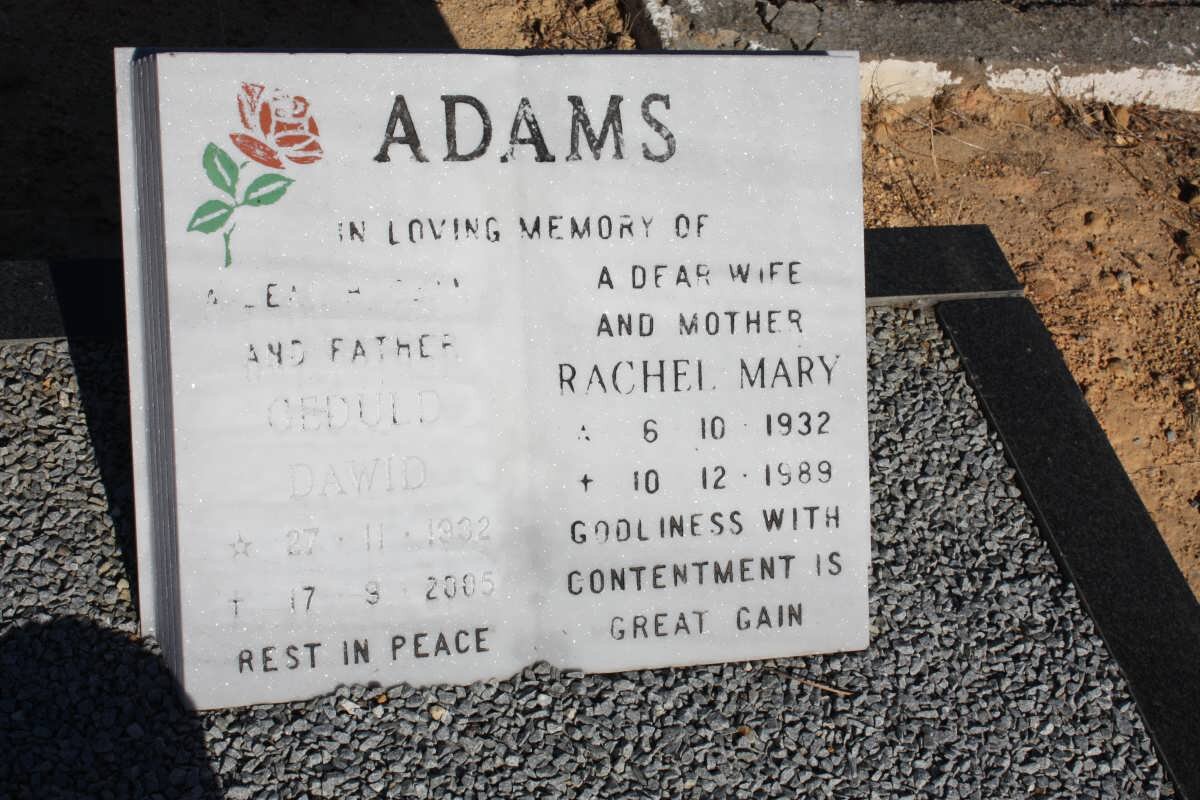 ADAMS
IN LOVING MEMORY OF
A DEAR
AND FATHER
GEDULD
DAWID
☆ 27 · 11 · 1932
† 17 · 9 · 2005
REST IN PEACE
A DEAR WIFE
AND MOTHER
RACHEL MARY
6 · 10 · 1932
† 10 · 12 · 1989
GODLINESS WITH
CONTENTMENT IS
GREAT GAIN